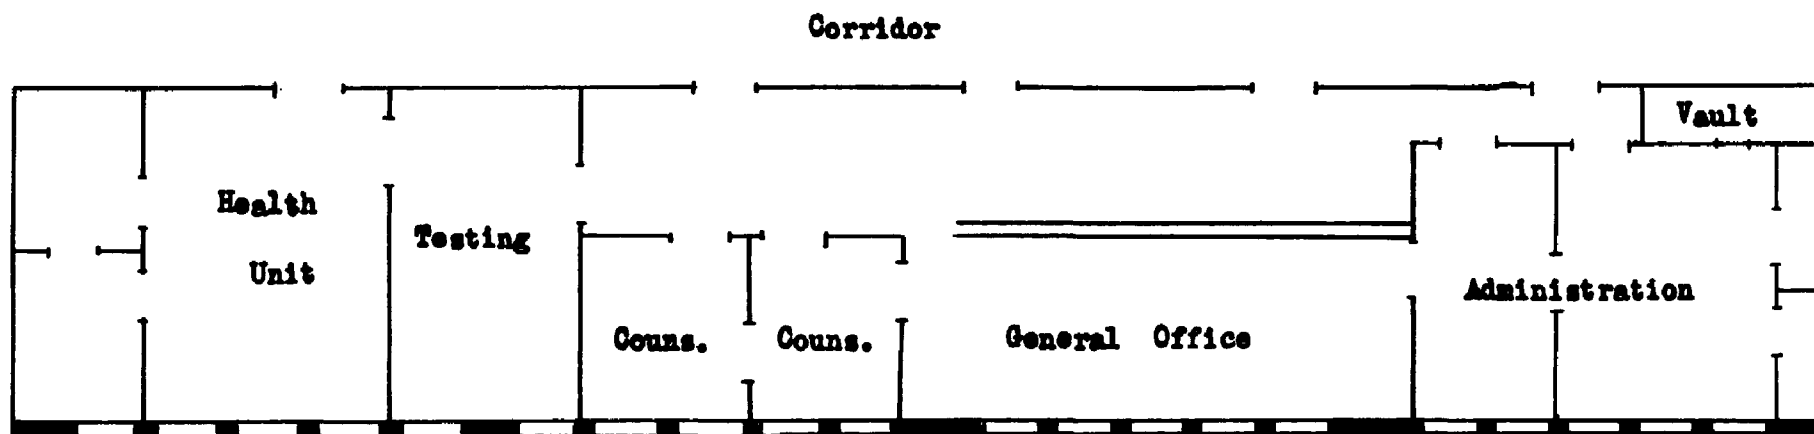 Corridor
Vault
Health
Unit
Testing
Administration
Couns.
Couns.
General Office